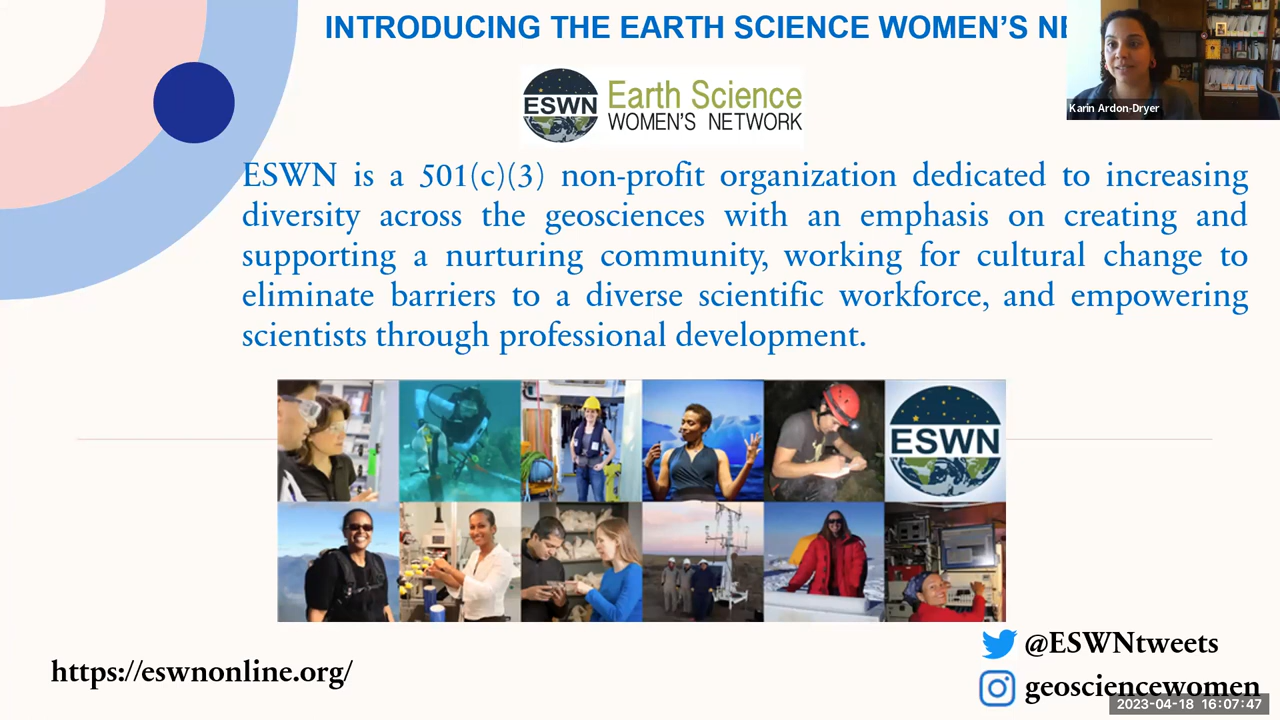 INTRODUCING THE EARTH SCIENCE WOMEN'S
Karin Ardon-Dryer
ESWN
Earth Science
WOMEN'S NETWORK
ESWN is a 501(c)(3) non-profit organization dedicated to increasing
diversity across the geosciences with an emphasis on creating and
supporting a nurturing community, working for cultural change to
eliminate barriers to a diverse scientific workforce, and empowering
scientists through professional development.
ESWN
@ESWNtweets
https://eswnonline.org/
geosciencewomen
2023-04-18 16:07:47